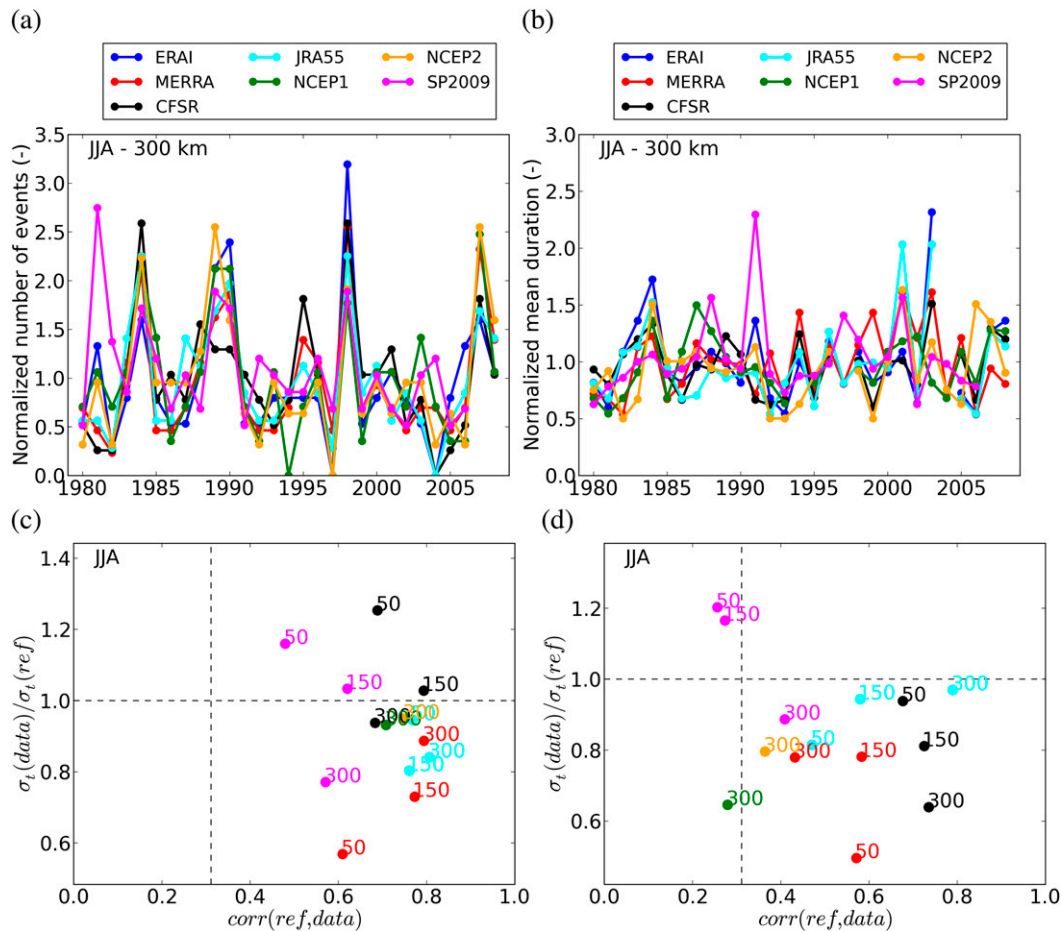 (a)
(b)
ERAI JRA55 NCEP2
MERRA NCEP1 SP2009
CFSR
ERAI JRA55 NCEP2
MERRA NCEP1 SP2009
CFSR
Normalized number of events (-)
JJA - 300 km
3.5
3.0
2.5
2.0
1.5
1.0
0.5
0.0
1980 1985 1990 1995 2000 2005
Normalized mean duration (-)
JJA - 300 km
3.0
2.5
2.0
1.5
1.0
0.5
0.0
1980 1985 1990 1995 2000 2005
(c)
(d)
σt(data)/σt(ref)
JJA
1.4
1.2
1.0
0.8
0.6
50
50
150
150
300
300
300
300
150
300
150
50
0.0 0.2 0.4 0.6 0.8 1.0
corr(ref,data)
σt(data)/σt(ref)
JJA
1.2
1.0
0.8
0.6
50
150
150
300
50
300
50
150
300
300
150
300
300
50
0.0 0.2 0.4 0.6 0.8 1.0
corr(ref,data)